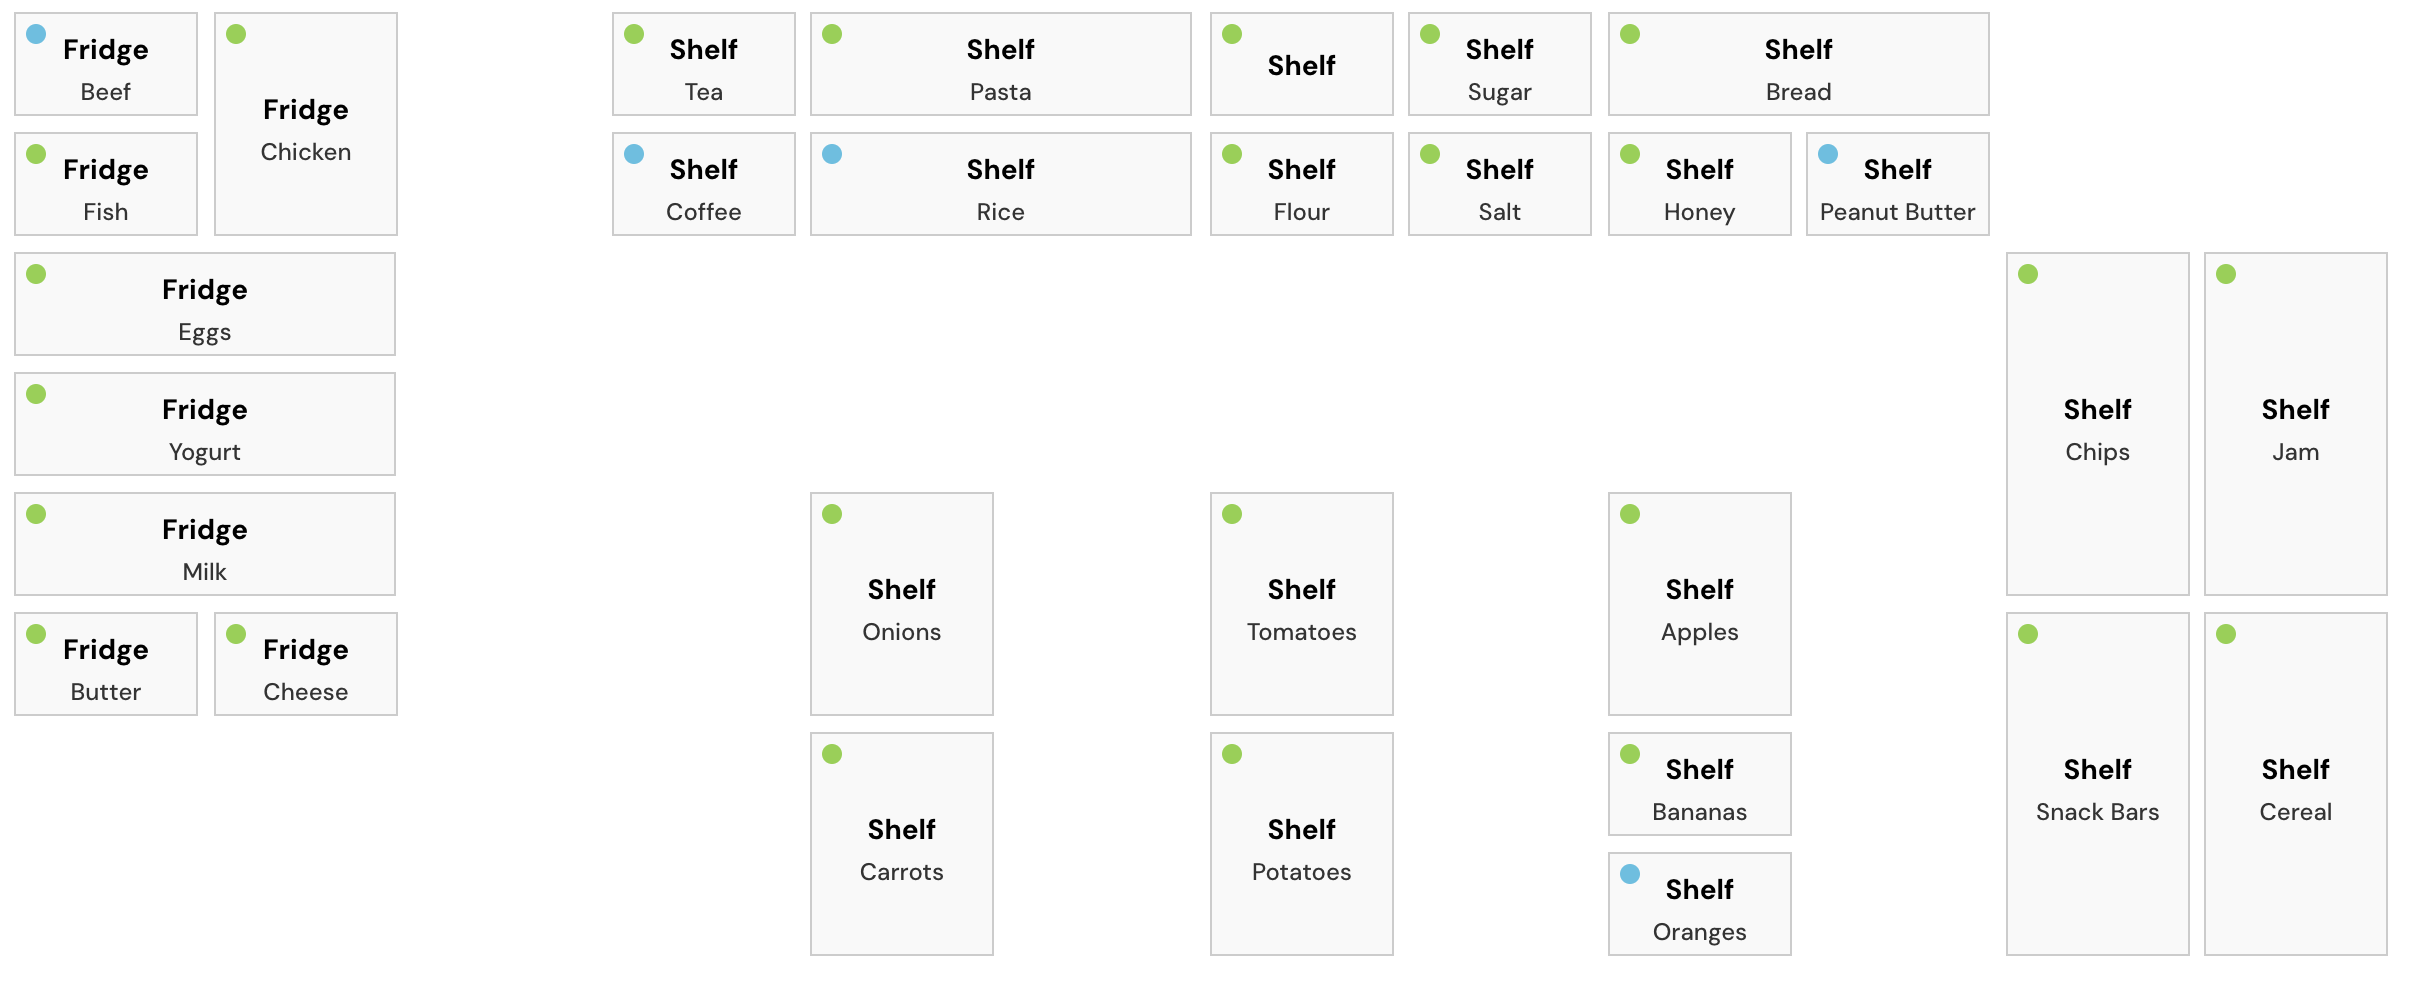 Fridge
Beef
Fridge
Chicken
Fridge
Fish
Fridge
Eggs
Fridge
Yogurt
Fridge
Milk
Fridge
Butter
Fridge
Cheese
Shelf
Tea
Shelf
Pasta
Shelf
Shelf
Sugar
Shelf
Bread
Shelf
Coffee
Shelf
Rice
Shelf
Flour
Shelf
Salt
Shelf
Honey
Shelf
Peanut Butter
Shelf
Chips
Shelf
Jam
Shelf
Onions
Shelf
Tomatoes
Shelf
Apples
Shelf
Carrots
Shelf
Potatoes
Shelf
Bananas
Shelf
Oranges
Shelf
Snack Bars
Shelf
Cereal